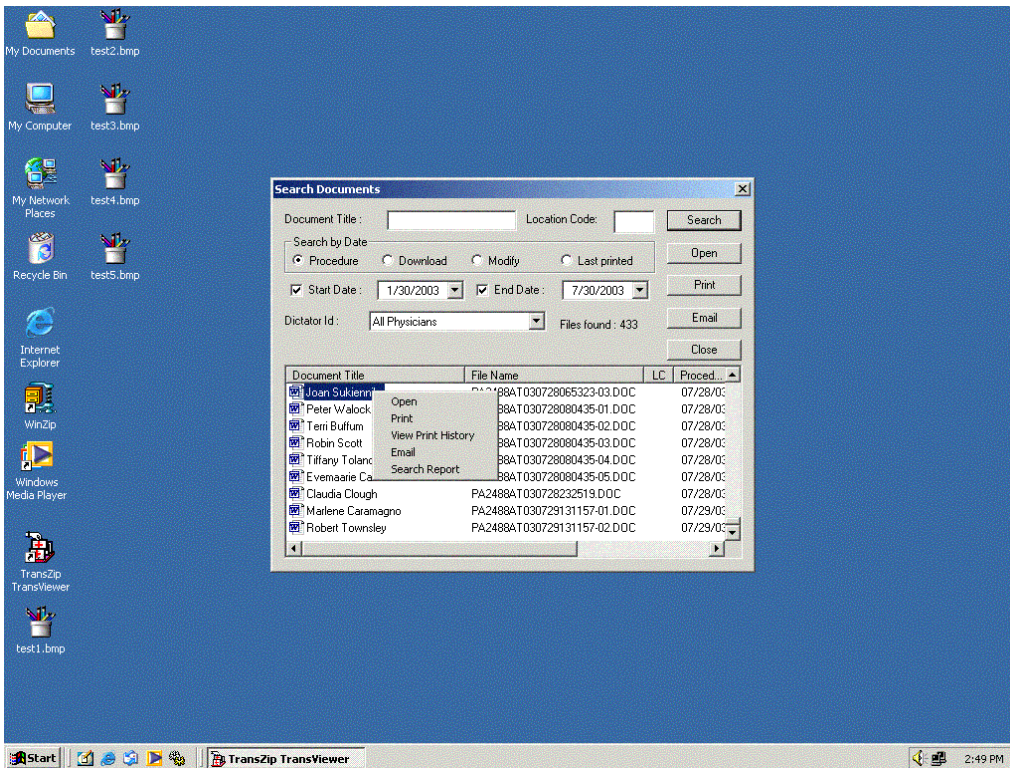 My Documents
test2.bmp
My Computer
test3.bmp
My Network
Places
test4.bmp
Recycle Bin
test5.bmp
Internet
Explorer
WinZip
Windows
Media Player
TransZip
TransViewer
test1.bmp
Search Documents
Document Title :
Location Code:
Search
Search by Date
Procedure Download Modify Last printed
Open
Start Date : 1/30/2003 End Date : 7/30/2003
Print
Dictator Id : All Physicians Files found : 433
Email
Close
Document Title File Name LC Proced...
Joan Sukienni 88AT030728065323-03.DOC 07/28/03
Peter Walock 88AT030728080435-01.DOC 07/28/03
Terri Buffum 88AT030728080435-02.DOC 07/28/03
Robin Scott 88AT030728080435-03.DOC 07/28/03
Tiffany Toland 88AT030728080435-04.DOC 07/28/03
Evemaarie Ca 88AT030728080435-05.DOC 07/28/03
Claudia Clough PA2488AT030728232519.DOC 07/28/03
Marlene Caramagno PA2488AT030729131157-01.DOC 07/29/03
Robert Townsley PA2488AT030729131157-02.DOC 07/29/03
Open
Print
View Print History
Email
Search Report
Start
TransZip TransViewer
2:49 PM